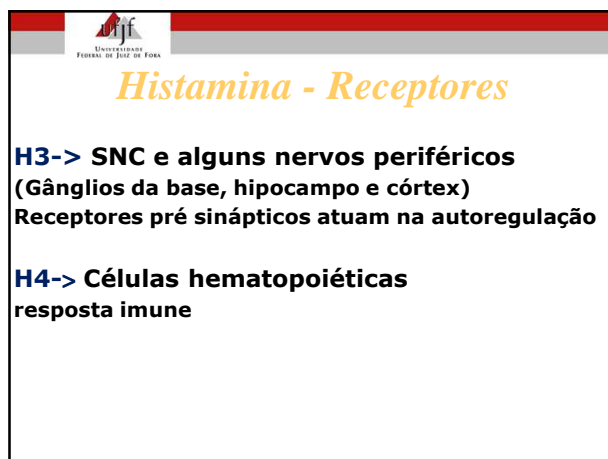 ufjf
UNIVERSIDADE
FEDERAL DE JUIZ DE FORA
Histamina - Receptores
H3-> SNC e alguns nervos periféricos
(Gânglios da base, hipocampo e córtex)
Receptores pré sinápticos atuam na autoregulação
H4-> Células hematopoiéticas
resposta imune